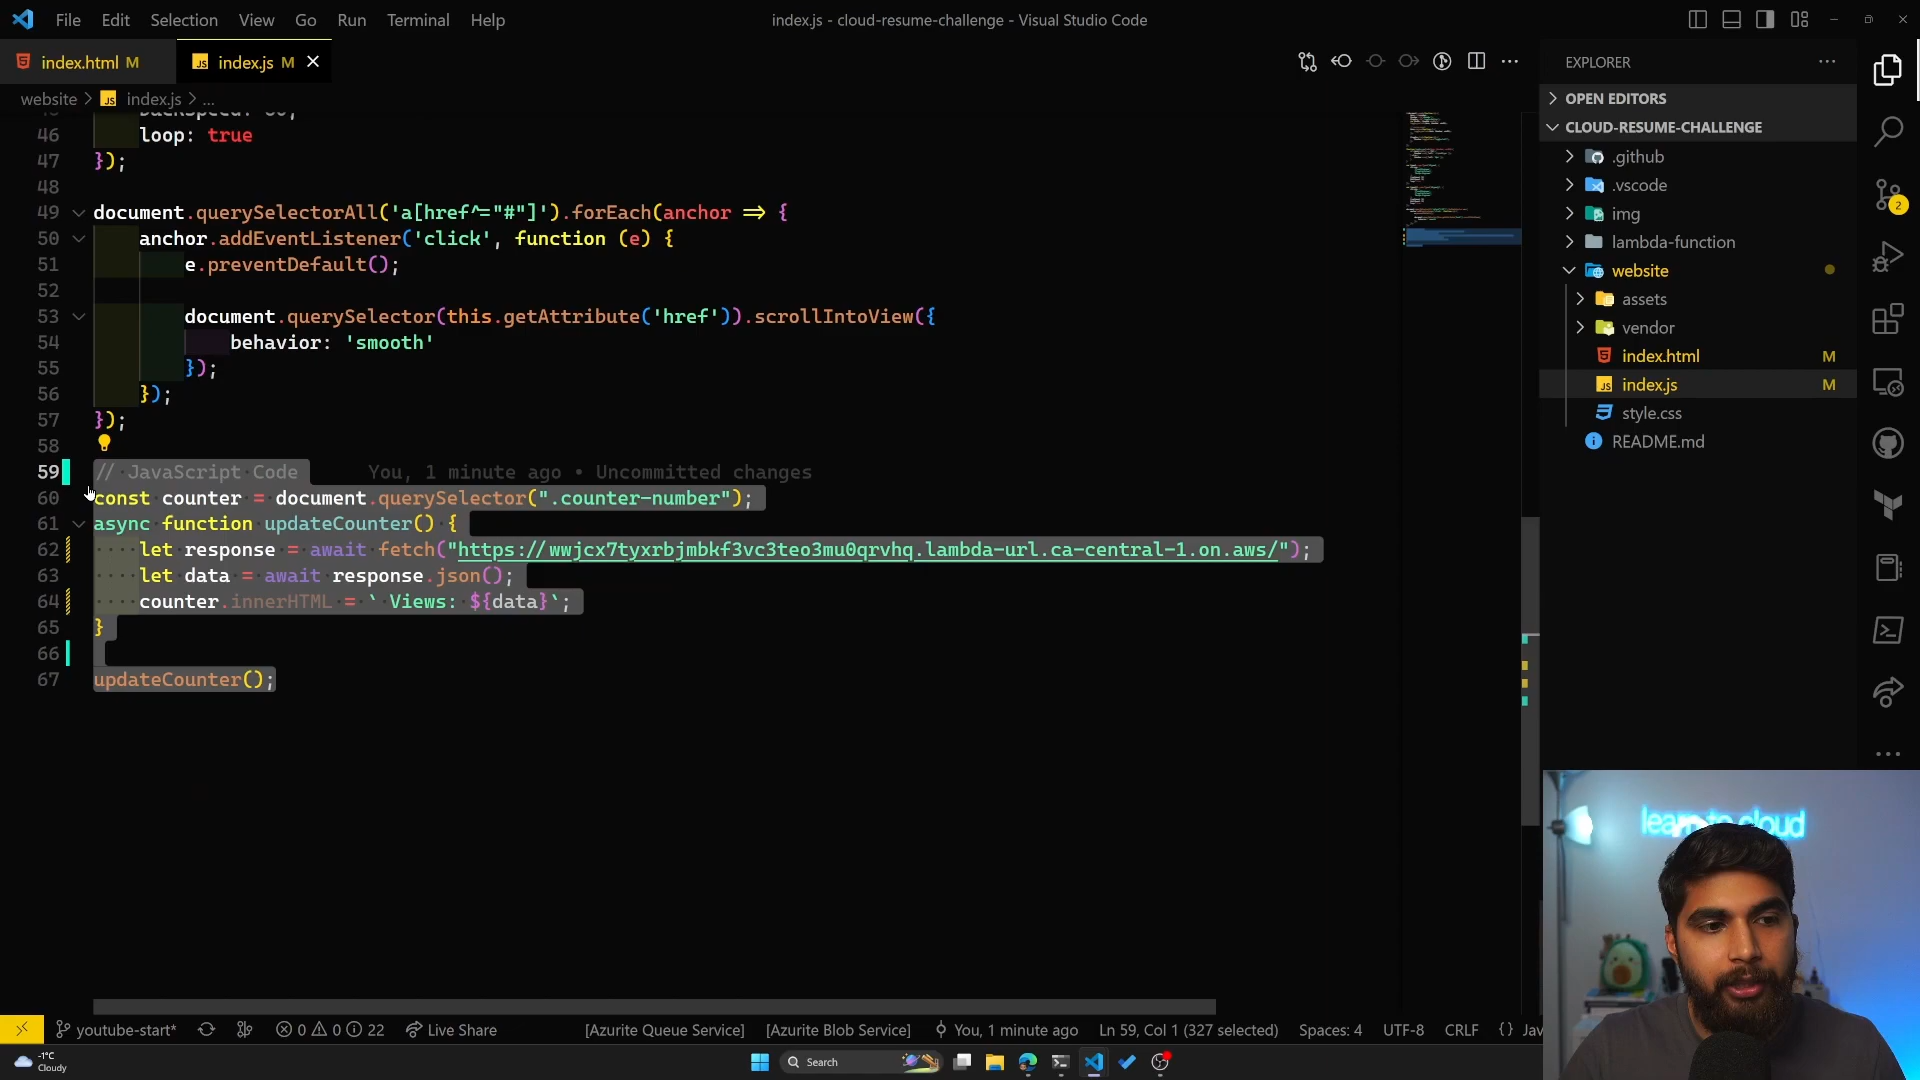 File Edit Selection View Go Run Terminal Help
index.js - cloud-resume-challenge - Visual Studio Code
index.html M
index.js M
website > index.js > ...
46 loop: true
47 });
48
49 document.querySelectorAll('a[href^="#"]').forEach(anchor => {
50 anchor.addEventListener('click', function (e) {
51 e.preventDefault();
52
53 document.querySelector(this.getAttribute('href')).scrollIntoView({
54 behavior: 'smooth'
55 });
56 });
57 });
58
59 // JavaScript Code You, 1 minute ago • Uncommitted changes
60 const counter = document.querySelector(".counter-number");
61 async function updateCounter() {
62 let response = await fetch("https://wwjcx7tyxrbjmbkf3vc3teo3mu0qrvhq.lambda-url.ca-central-1.on.aws/");
63 let data = await response.json();
64 counter.innerHTML = ` Views: ${data}`;
65 }
66
67 updateCounter();
EXPLORER
OPEN EDITORS
CLOUD-RESUME-CHALLENGE
.github
.vscode
img
lambda-function
website
assets
vendor
index.html M
index.js M
style.css
README.md
2
learn to cloud
youtube-start* 0 0 22 Live Share [Azurite Queue Service] [Azurite Blob Service] You, 1 minute ago Ln 59, Col 1 (327 selected) Spaces: 4 UTF-8 CRLF {} Jav
-1°C
Cloudy
Search